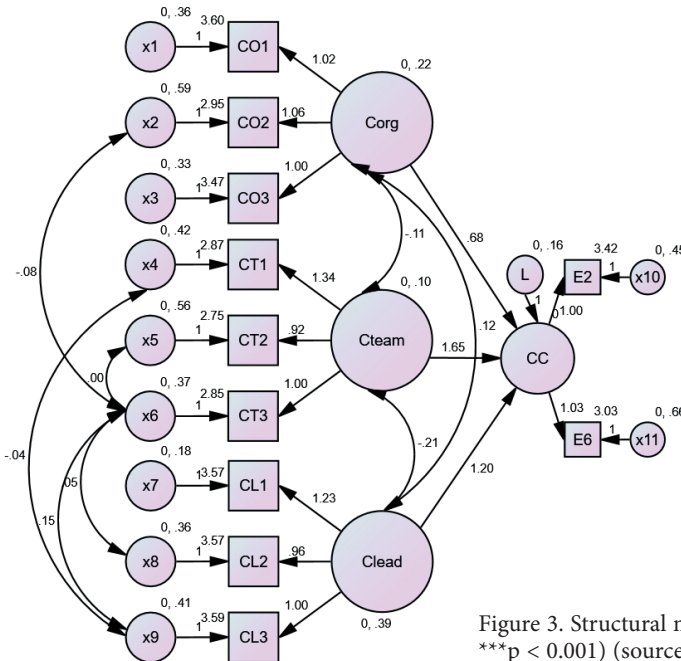 0, .36
3.60
x1
1
CO1
1.02
0, .22
0, .59
2.95
x2
1
CO2
1.06
Corg
0, .33
3.47
x3
1
CO3
1.00
0, .42
2.87
x4
1
CT1
-.11
.68
0, .16
3.42
0, .45
L
E2
1
x10
-.08
1.34
0, .10
1
0
1.00
0, .56
2.75
x5
1
CT2
.92
Cteam
.12
1.65
CC
.00
0, .37
2.85
x6
1
CT3
1.00
1.03
3.03
0, .66
E6
1
x11
-.04
0, .18
3.57
-.21
1.20
x7
1
CL1
.05
1.23
.15
0, .36
3.57
x8
1
CL2
.96
Clead
0, .41
3.59
x9
1
CL3
1.00
0, .39
Figure 3. Structural
***p < 0.001) (source